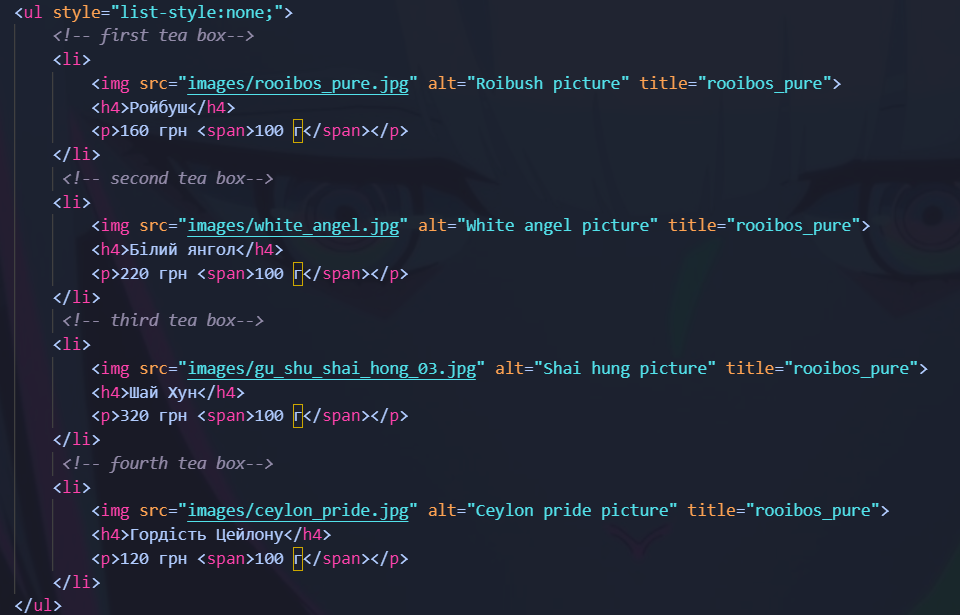 <ul style="list-style:none;">
<!-- first tea box-->
<li>
<img src="images/rooibos_pure.jpg" alt="Roibush picture" title="rooibos_pure">
<h4>Ройбуш</h4>
<p>160 грн <span>100 г</span></p>
</li>
<!-- second tea box-->
<li>
<img src="images/white_angel.jpg" alt="White angel picture" title="rooibos_pure">
<h4>Білий янгол</h4>
<p>220 грн <span>100 г</span></p>
</li>
<!-- third tea box-->
<li>
<img src="images/gu_shu_shai_hong_03.jpg" alt="Shai hung picture" title="rooibos_pure">
<h4>Шай Хун</h4>
<p>320 грн <span>100 г</span></p>
</li>
<!-- fourth tea box-->
<li>
<img src="images/ceylon_pride.jpg" alt="Ceylon pride picture" title="rooibos_pure">
<h4>Гордість Цейлону</h4>
<p>120 грн <span>100 г</span></p>
</li>
</ul>